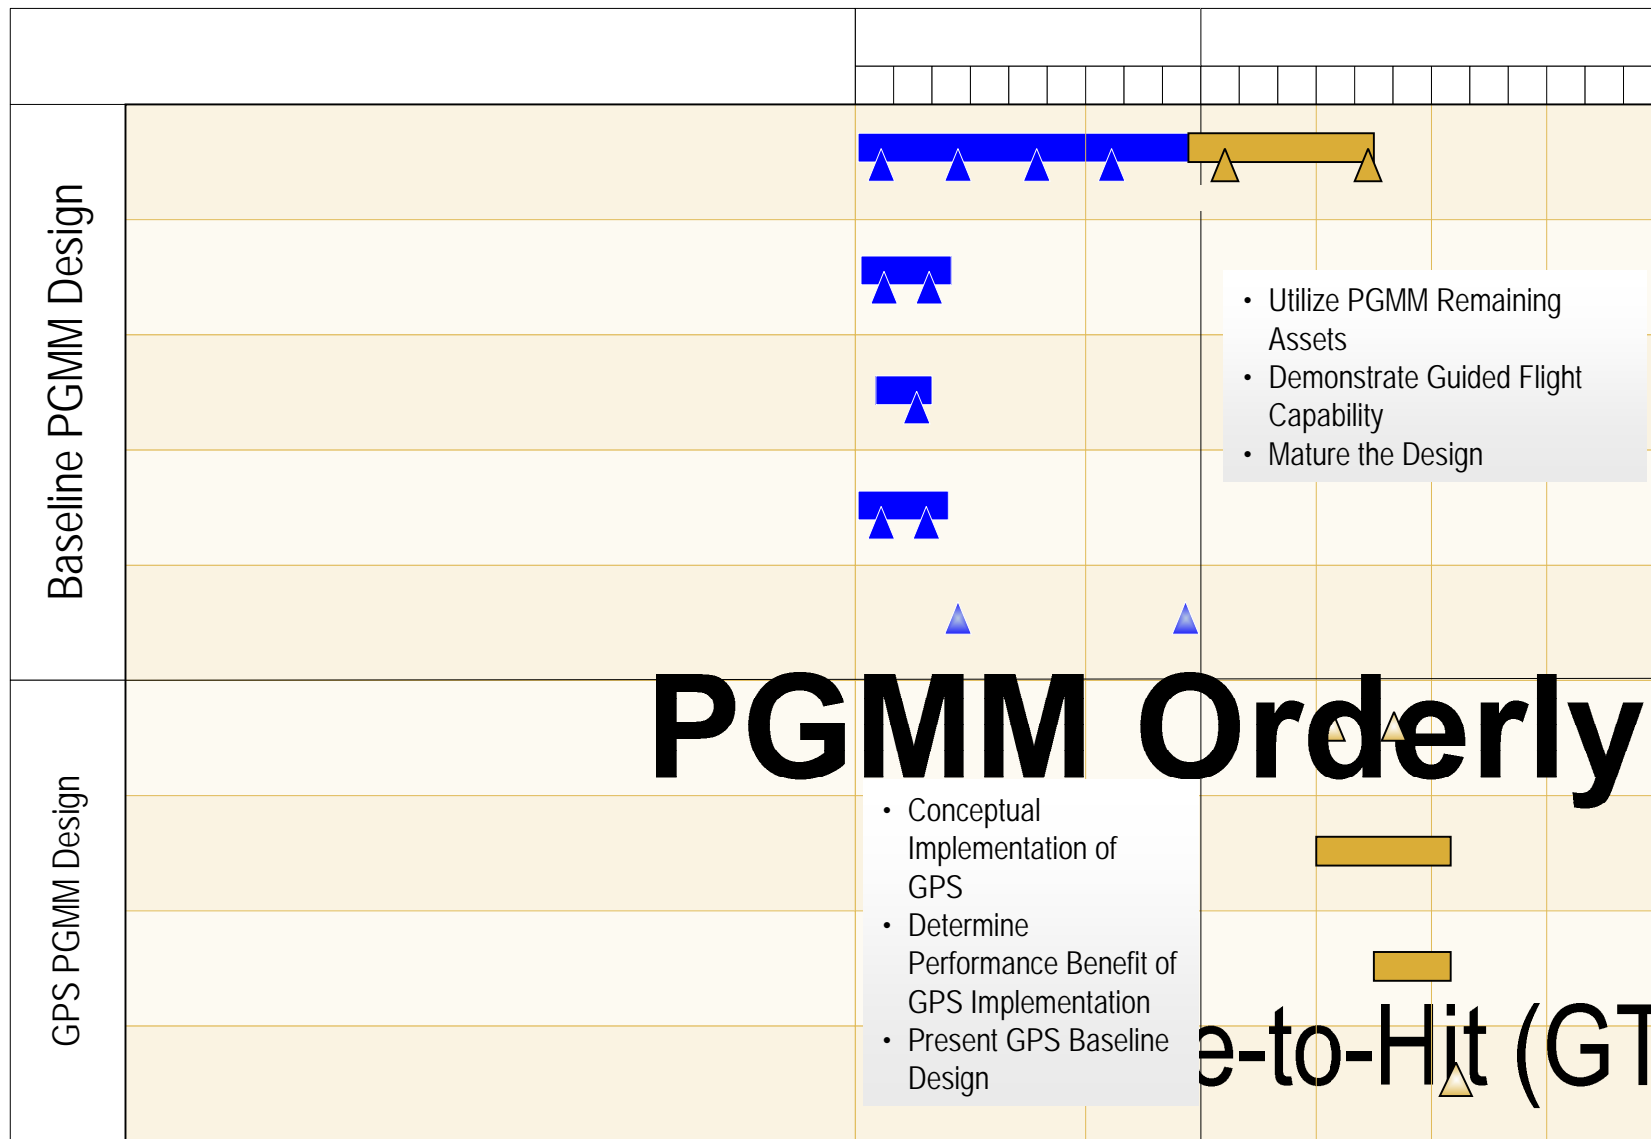 Baseline PGMM Design
• Utilize PGMM Remaining
Assets
• Demonstrate Guided Flight
Capability
• Mature the Design
PGMM Orderly
GPS PGMM Design
• Conceptual
Implementation of
GPS
• Determine
Performance Benefit of
GPS Implementation
• Present GPS Baseline
Design
e-to-Hit (GT